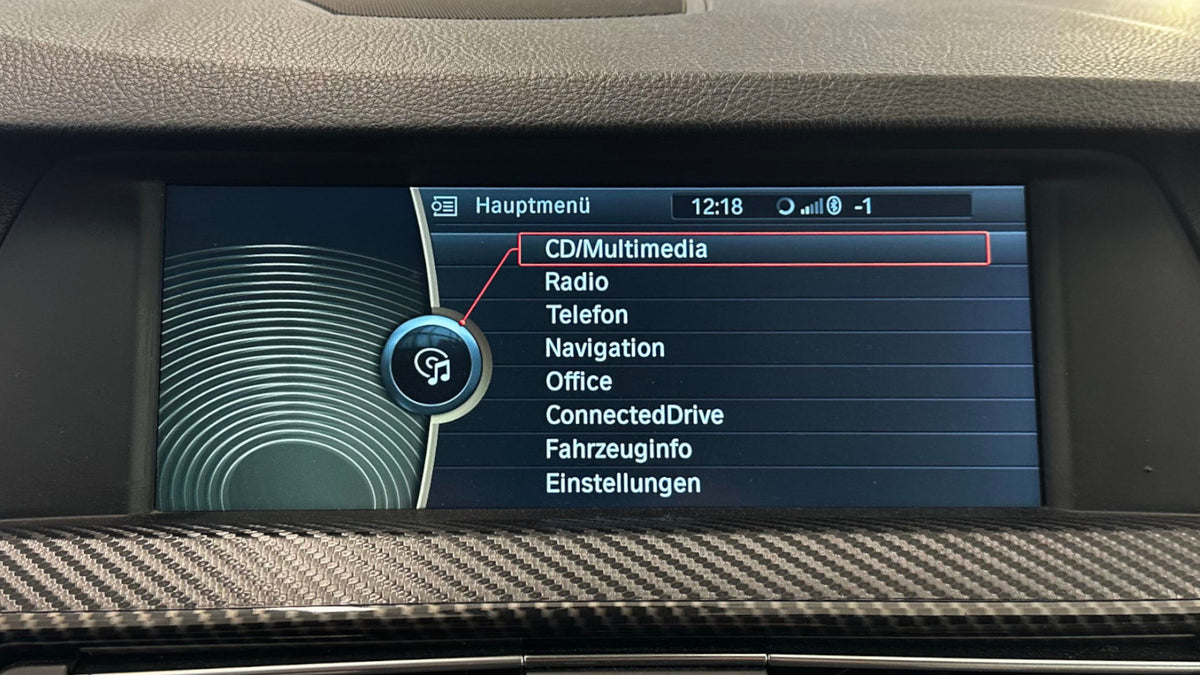 Hauptmenü 12:18 -1
CD/Multimedia
Radio
Telefon
Navigation
Office
ConnectedDrive
Fahrzeuginfo
Einstellungen